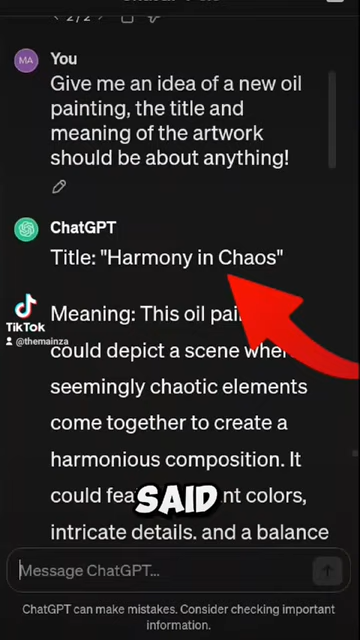 2/2
You
Give me an idea of a new oil
painting, the title and
meaning of the artwork
should be about anything!
ChatGPT
Title: "Harmony in Chaos"
Meaning: This oil
could depict a scene
seemingly chaotic elements
come together to create a
harmonious composition. It
could colors,
intricate details. and a balance
MA
TikTok
@themainza
SAID
Message ChatGPT...
ChatGPT can make mistakes. Consider checking important
information.